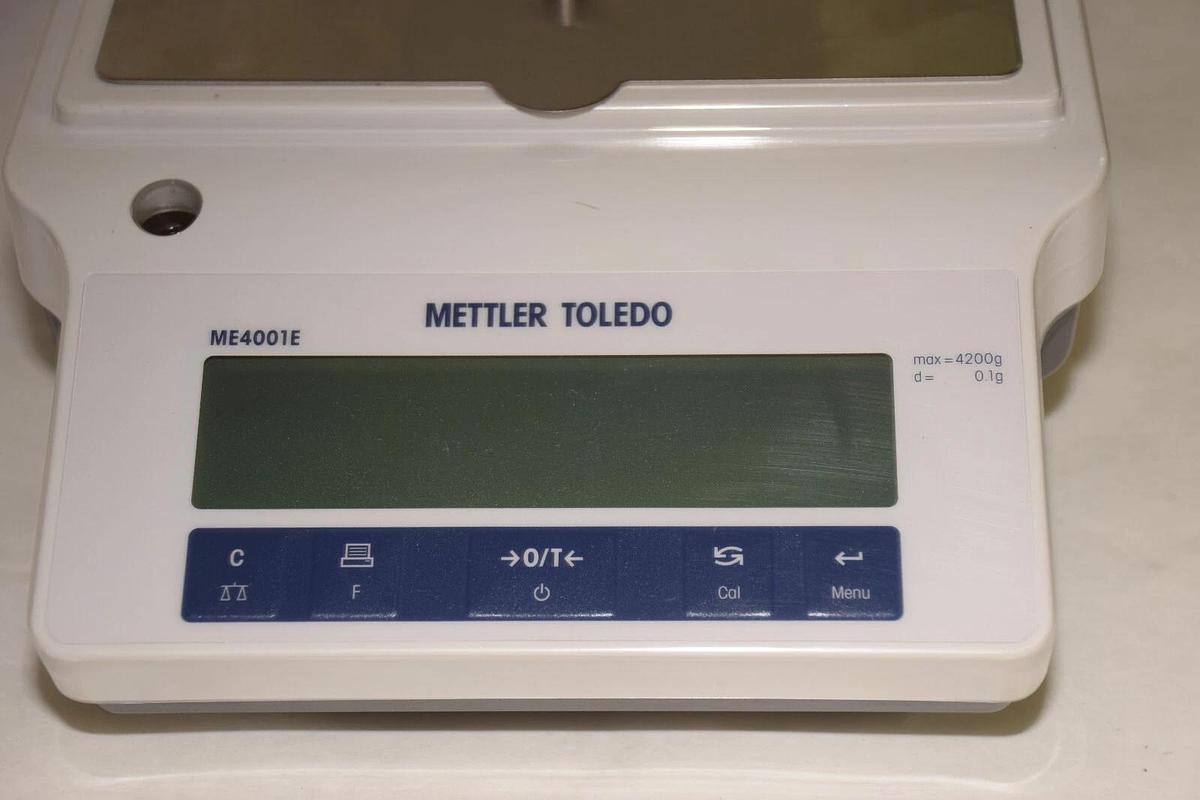 METTLER TOLEDO
ME4001E
max=4200g
d= 0.1g
C
→0/T←
F
Cal
Menu